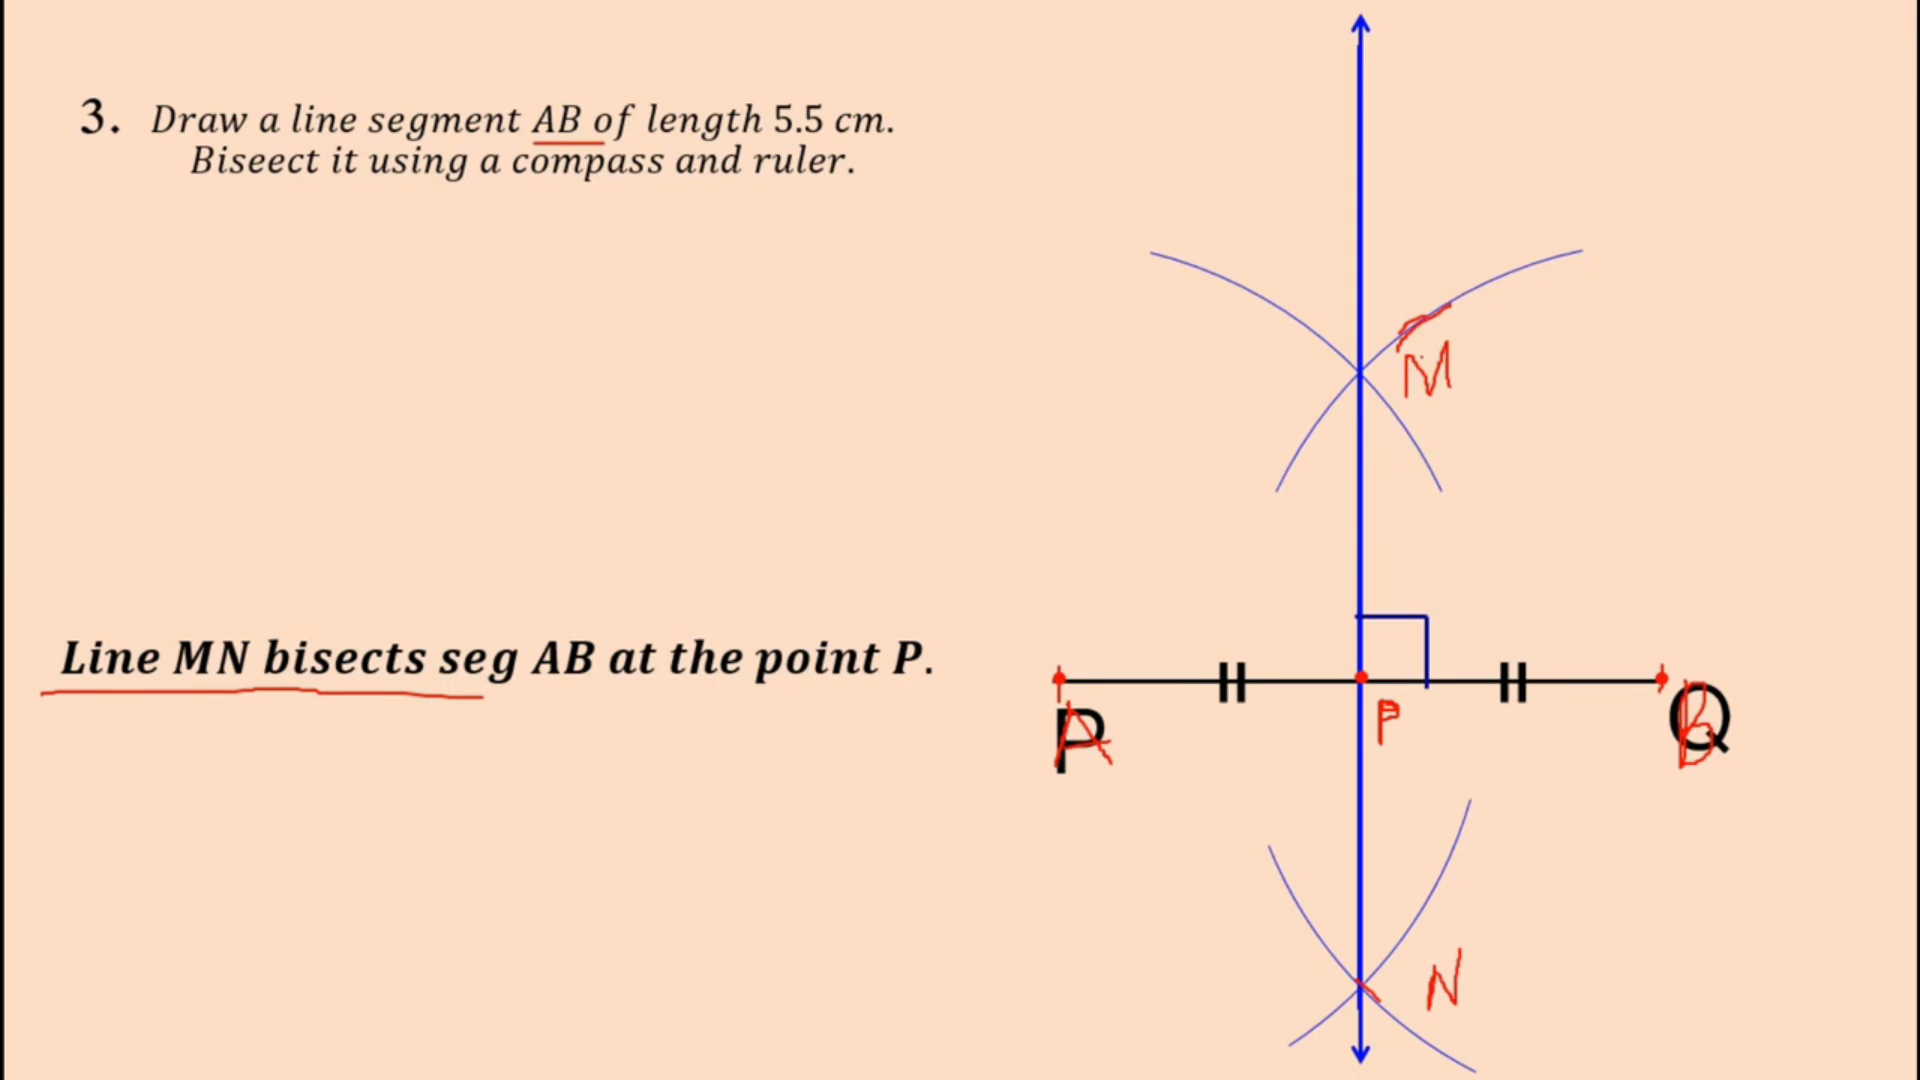 3. Draw a line segment AB of length 5.5 cm.
Biseect it using a compass and ruler.
M
Line MN bisects seg AB at the point P.
P
A
P
Q
B
N